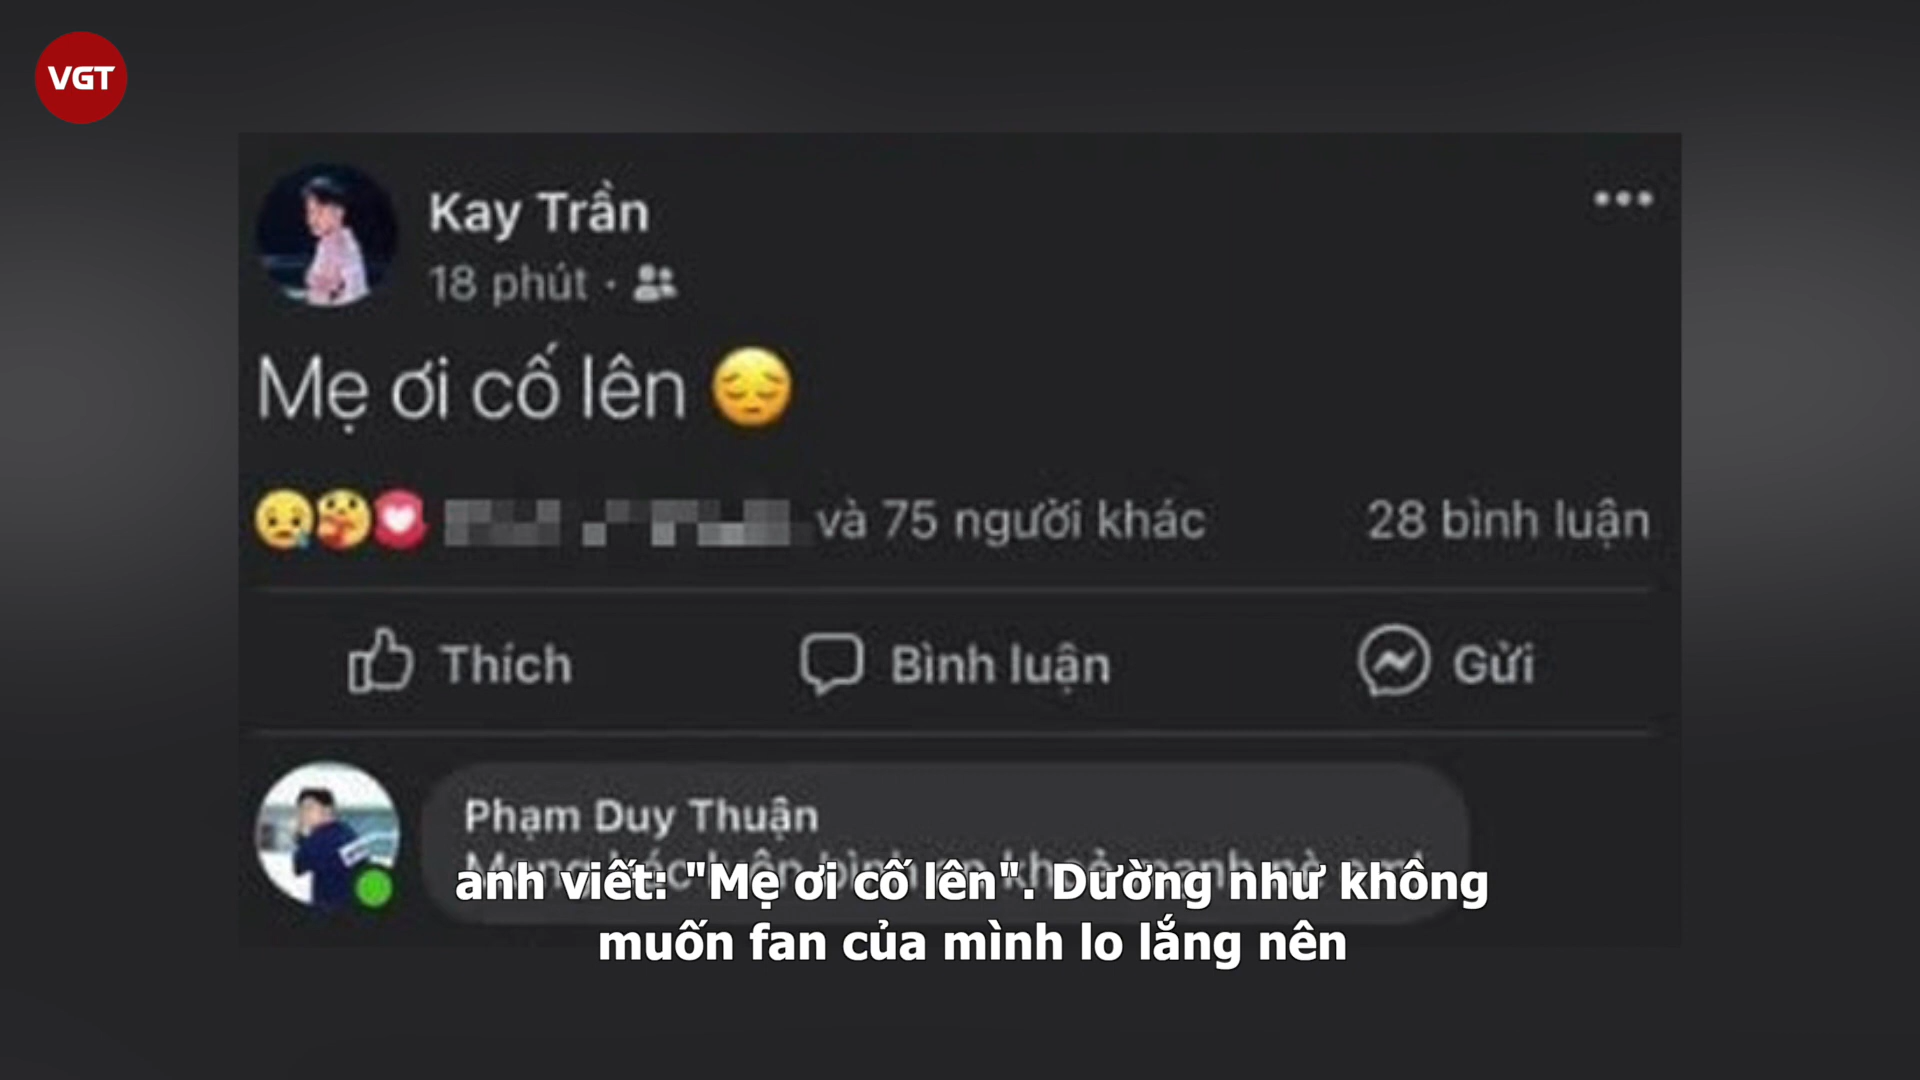 VGT
Kay Trần
18 phút ·
Mẹ ơi cố lên 😔
và 75 người khác
28 bình luận
Thích
Bình luận
Gửi
Phạm Duy Thuận
anh viết: "Mẹ ơi cố lên". Dường như không
muốn fan của mình lo lắng nên